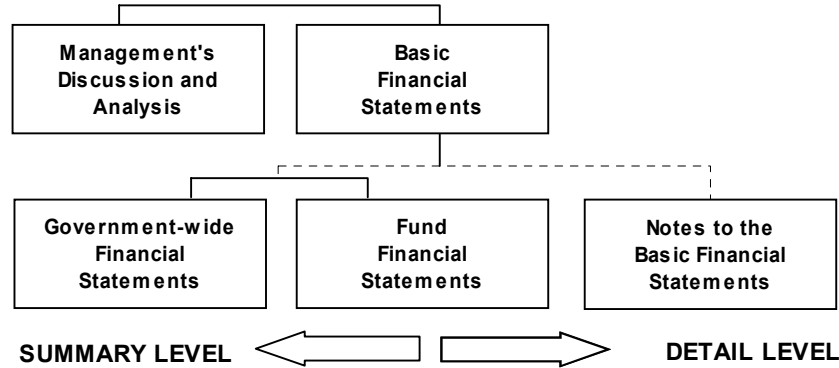 Management's
Discussion and
Analysis
Basic
Financial
Statements
Government-wide
Financial
Statements
Fund
Financial
Statements
Notes to the
Basic Financial
Statements
SUMMARY LEVEL
DETAIL LEVEL